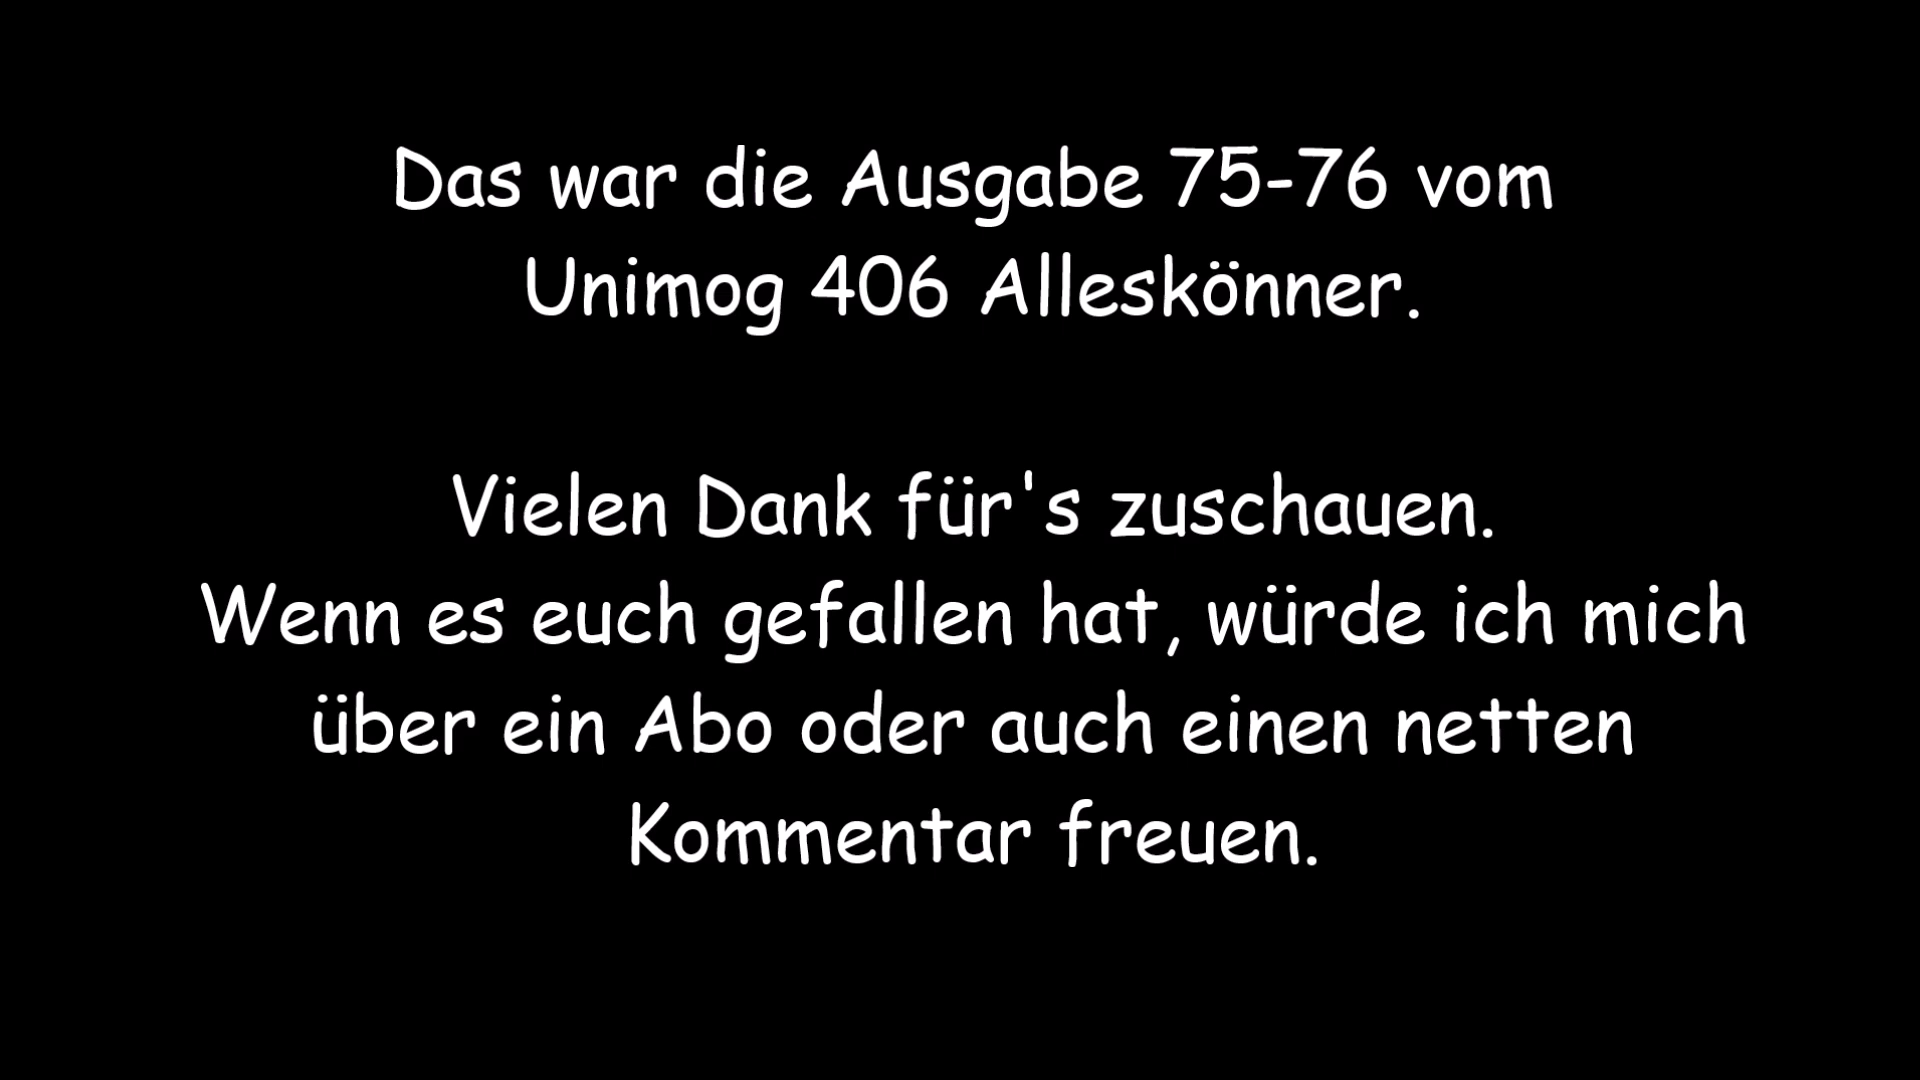 Das war die Ausgabe 75-76 vom
Unimog 406 Alleskönner.
Vielen Dank für's zuschauen.
Wenn es euch gefallen hat, würde ich mich
über ein Abo oder auch einen netten
Kommentar freuen.